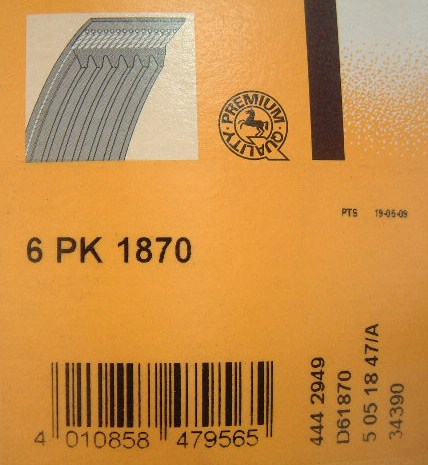 PREMIUM
QUALITY
PTS 19-05-09
6 PK 1870
4 010858 479565
444 2949
D61870
5 05 18 47/A
34390